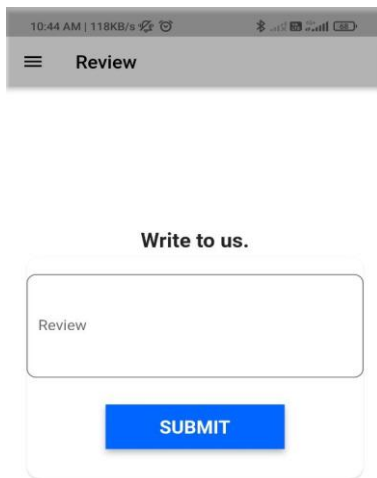 10:44 AM | 118KB/s
Review
Write to us.
Review
SUBMIT